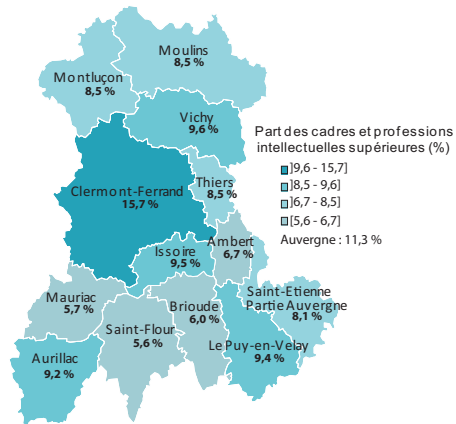 Moulins
8,5 %
Montluçon
8,5 %
Vichy
9,6 %
Part des cadres et professions
intellectuelles supérieures (%)
]9,6 - 15,7]
]8,5 - 9,6]
]6,7 - 8,5]
[5,6 - 6,7]
Auvergne : 11,3 %
Clermont-Ferrand
15,7 %
Thiers
8,5 %
Ambert
6,7 %
Issoire
9,5 %
Mauriac
5,7 %
Saint-Flour
5,6 %
Brioude
6,0 %
Saint-Etienne
Partie Auvergne
8,1 %
Le Puy-en-Velay
9,4 %
Aurillac
9,2 %